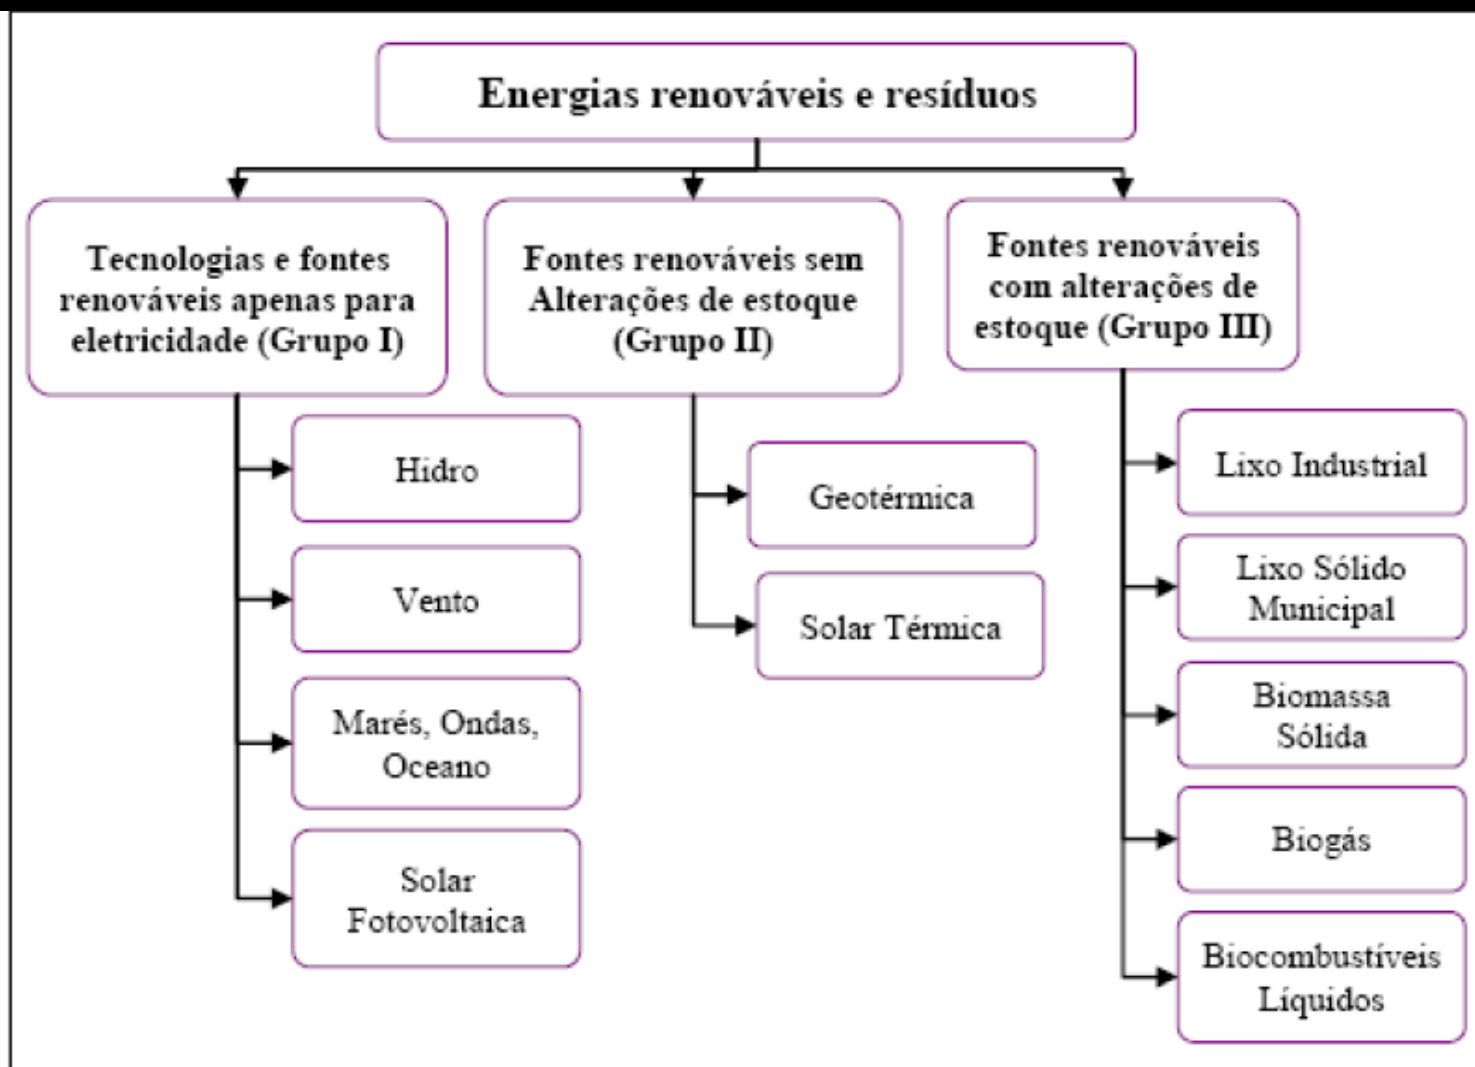 Energias renováveis e resíduos
Tecnologias e fontes
renováveis apenas para
eletricidade (Grupo I)
Hidro
Vento
Marés, Ondas,
Oceano
Solar
Fotovoltaica
Fontes renováveis sem
Alterações de estoque
(Grupo II)
Geotérmica
Solar Térmica
Fontes renováveis
com alterações de
estoque (Grupo III)
Lixo Industrial
Lixo Sólido
Municipal
Biomassa
Sólida
Biogás
Biocombustíveis
Líquidos